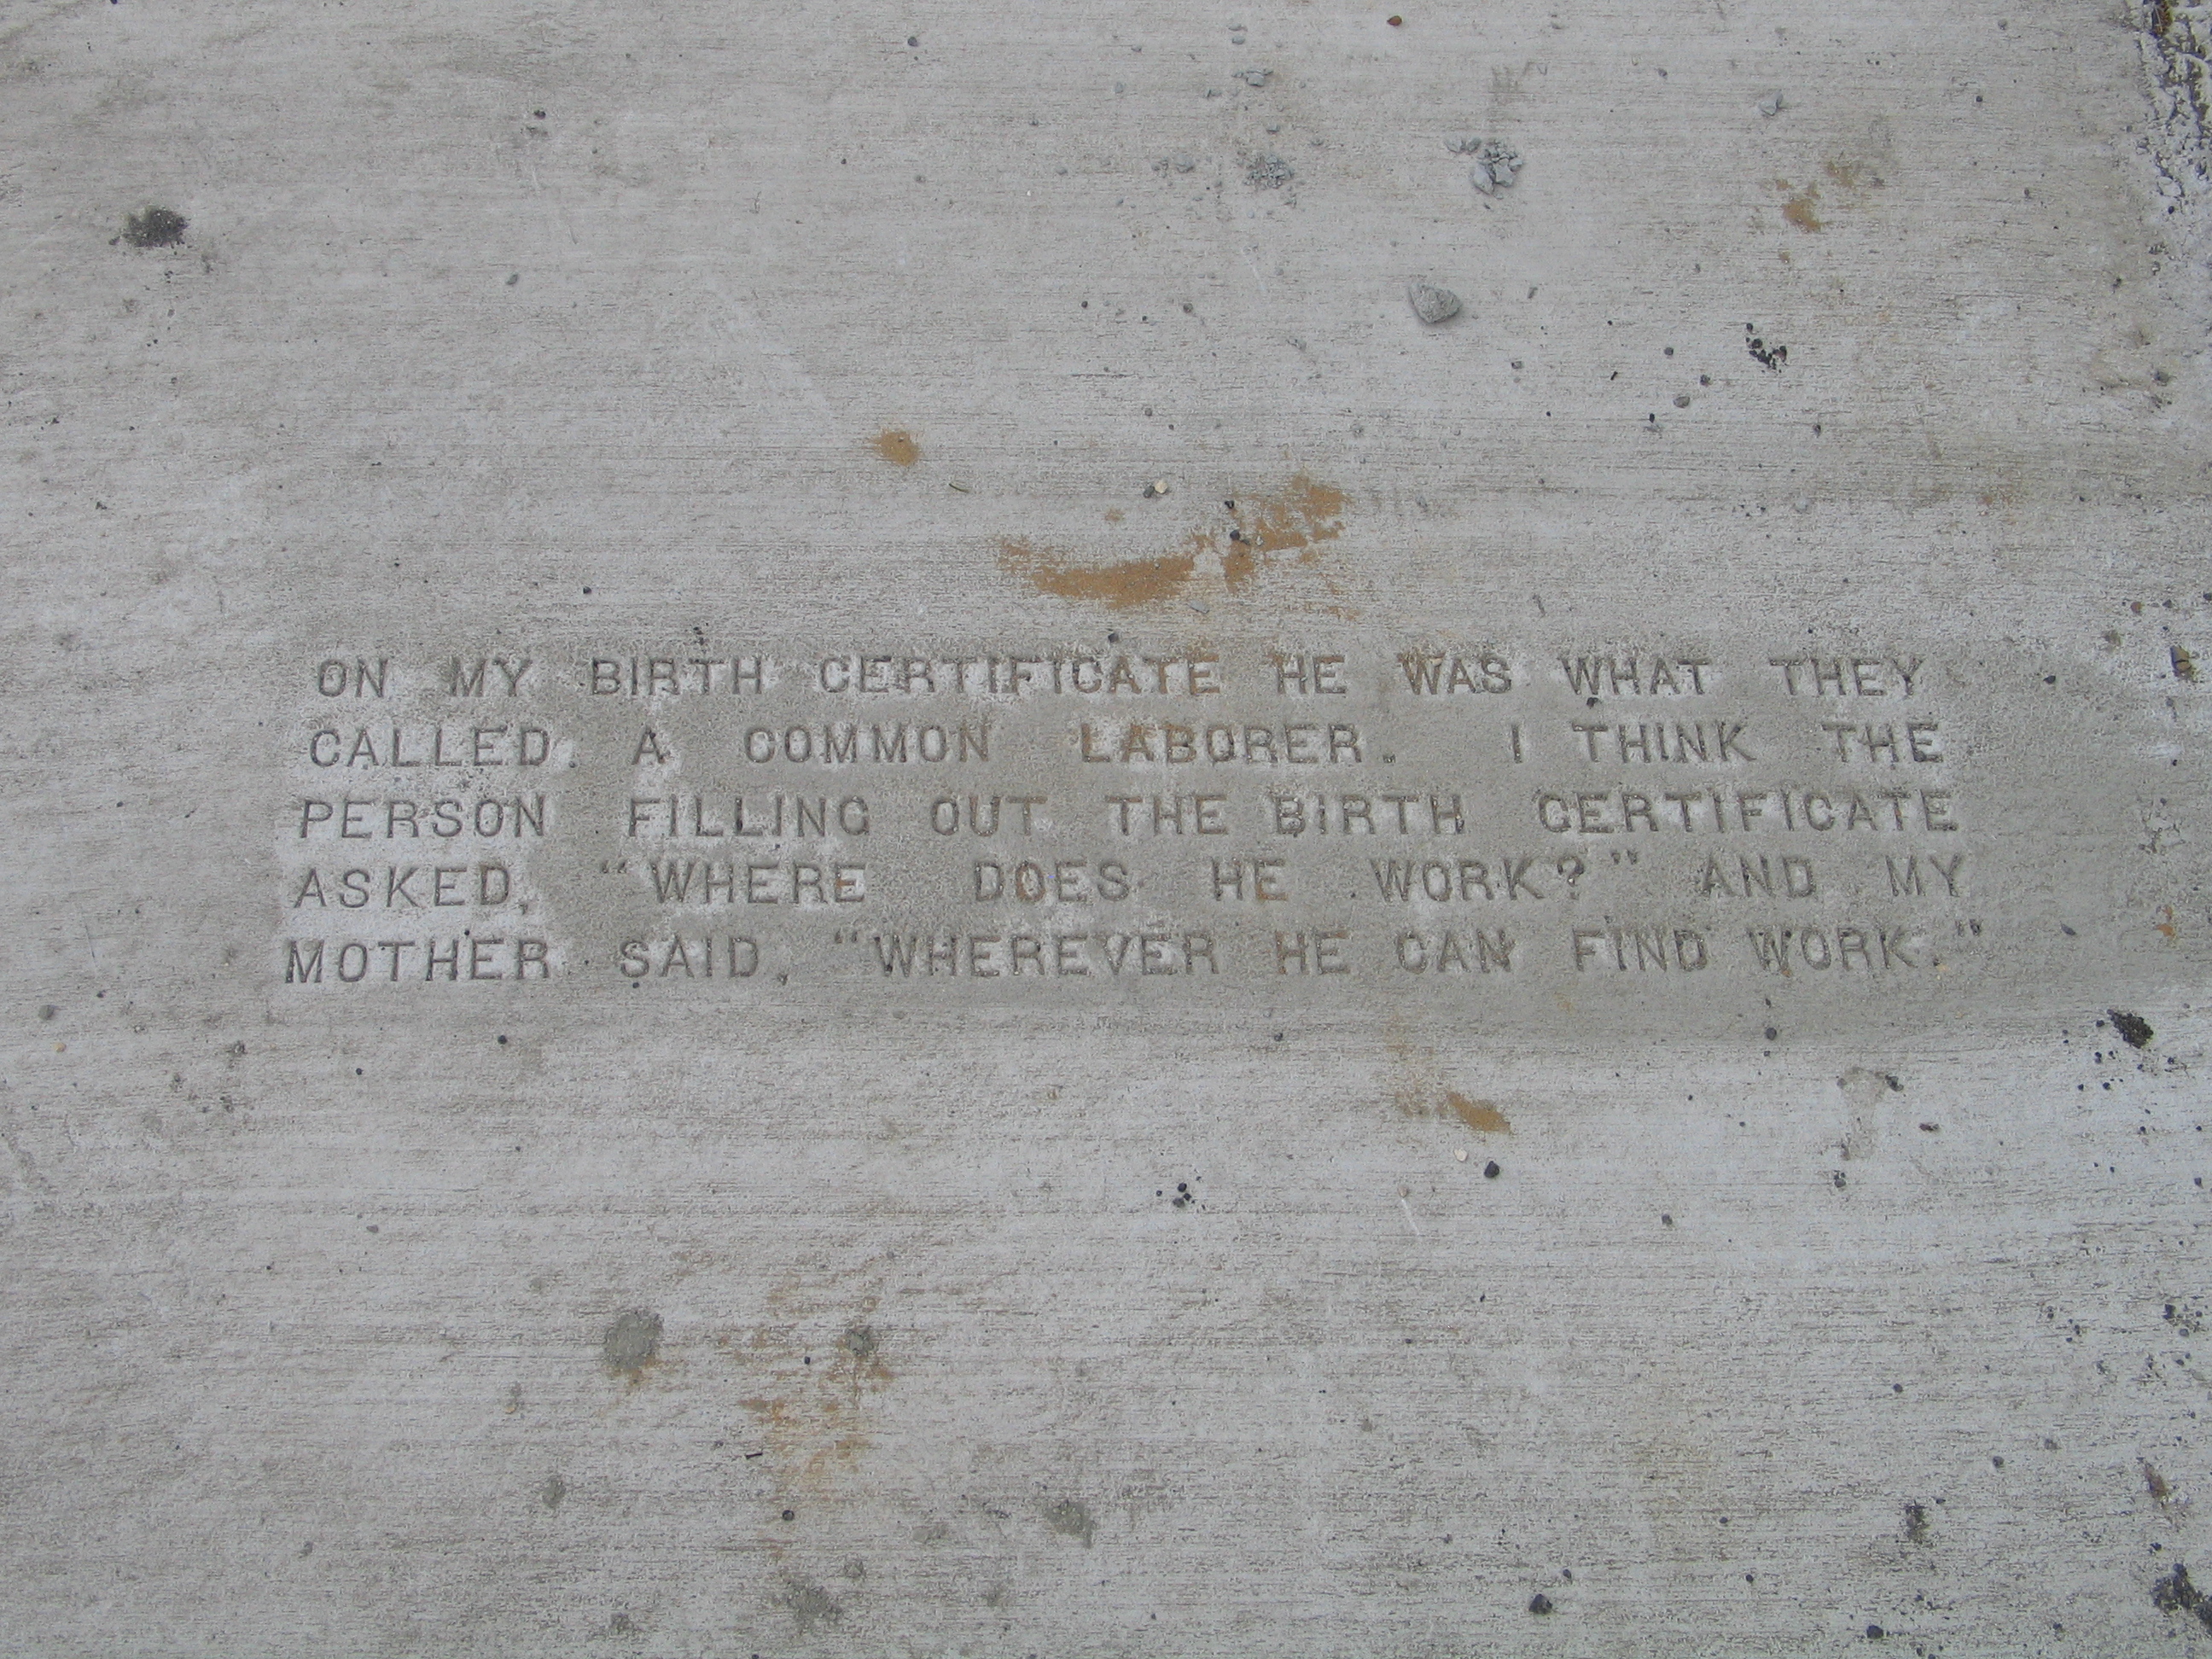 ON MY BIRTH CERTIFICATE HE WAS WHAT THEY
CALLED A COMMON LABORER. I THINK THE
PERSON FILLING OUT THE BIRTH CERTIFICATE
ASKED, “WHERE DOES HE WORK?” AND MY
MOTHER SAID, “WHEREVER HE CAN FIND WORK.”